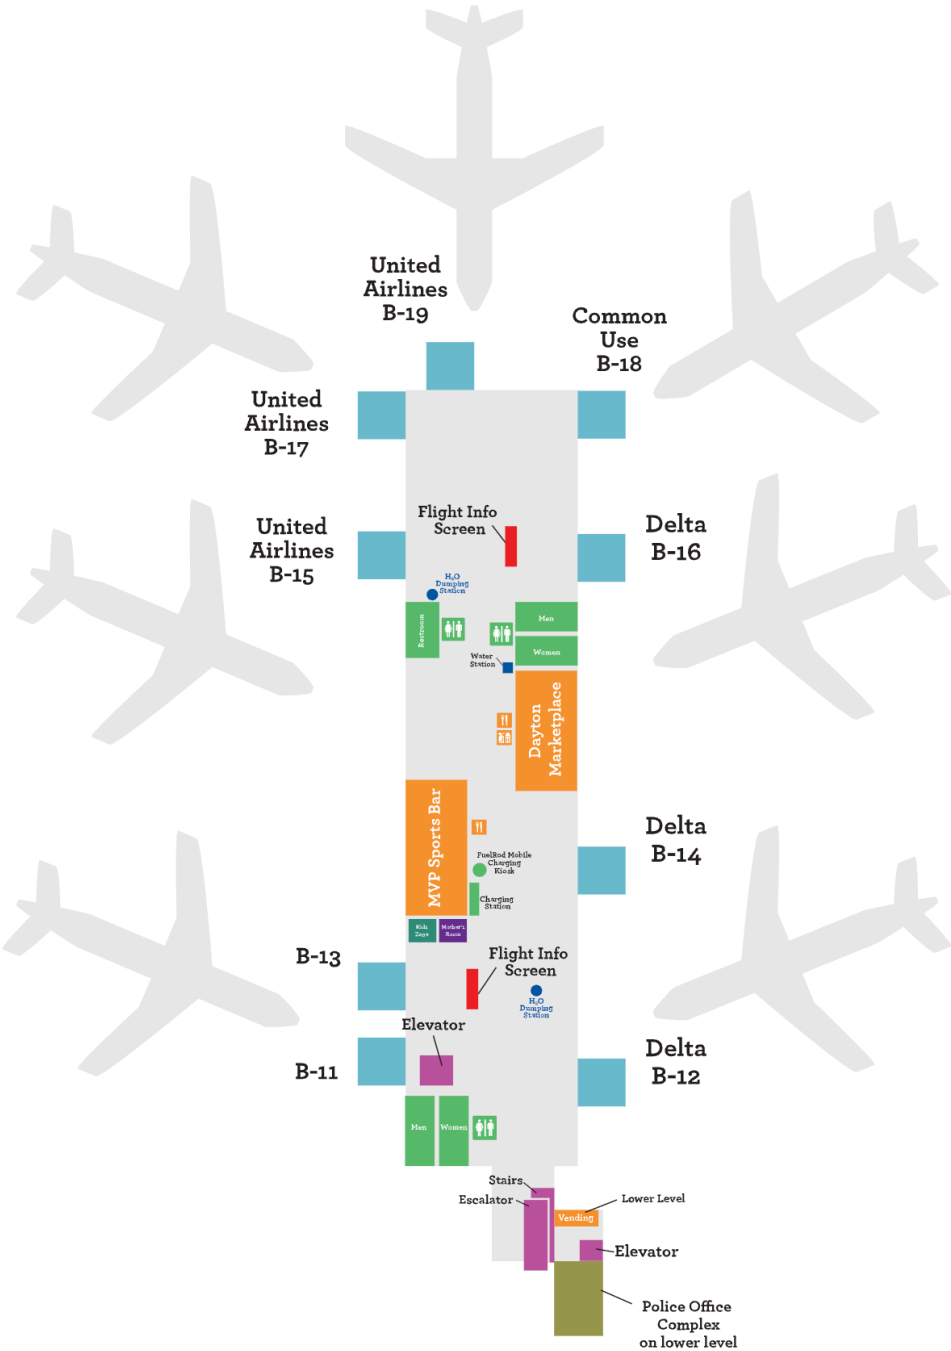 United
Airlines
B-19
Common
Use
B-18
United
Airlines
B-17
Flight Info
Screen
United
Airlines
B-15
Delta
B-16
H₂O
Dumping
Station
Restroom
Men
Women
Water
Station
Dayton
Marketplace
MVP Sports Bar
Delta
B-14
FuelRod Mobile
Charging
Kiosk
Charging
Station
Kids
Zone
Mother's
Room
B-13
Flight Info
Screen
H₂O
Dumping
Station
Elevator
B-11
Delta
B-12
Men
Women
Stairs
Escalator
Lower Level
Vending
Elevator
Police Office
Complex
on lower level